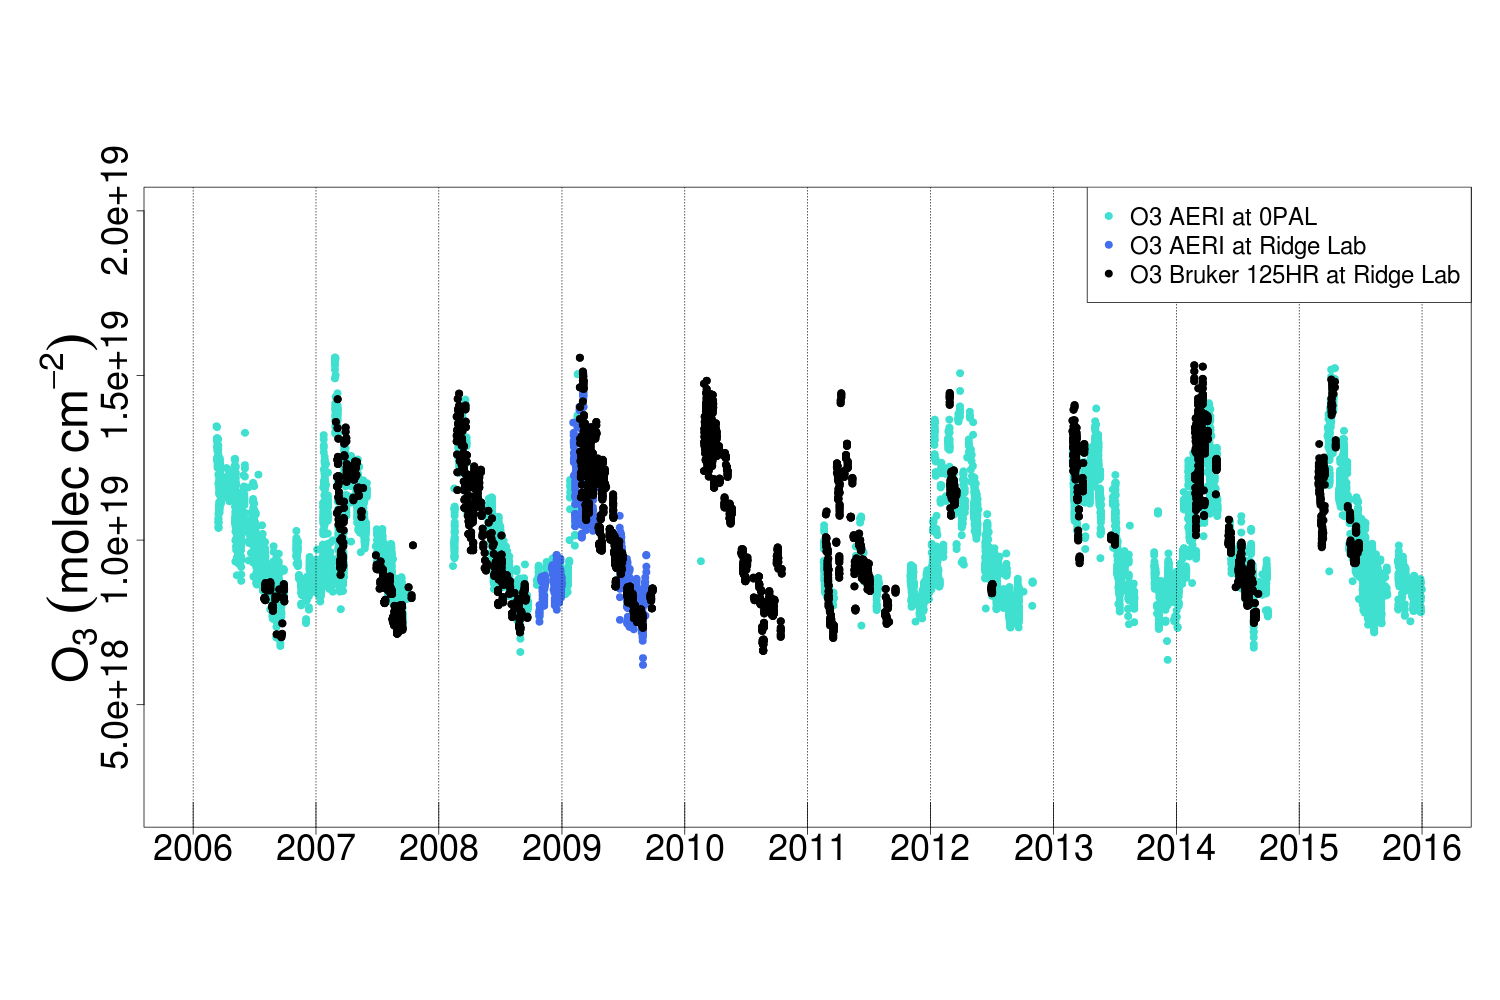 O3 AERI at 0PAL
O3 AERI at Ridge Lab
O3 Bruker 125HR at Ridge Lab
O₃ (molec cm⁻²)
2.0e+19
1.5e+19
1.0e+19
5.0e+18
2006 2007 2008 2009 2010 2011 2012 2013 2014 2015 2016